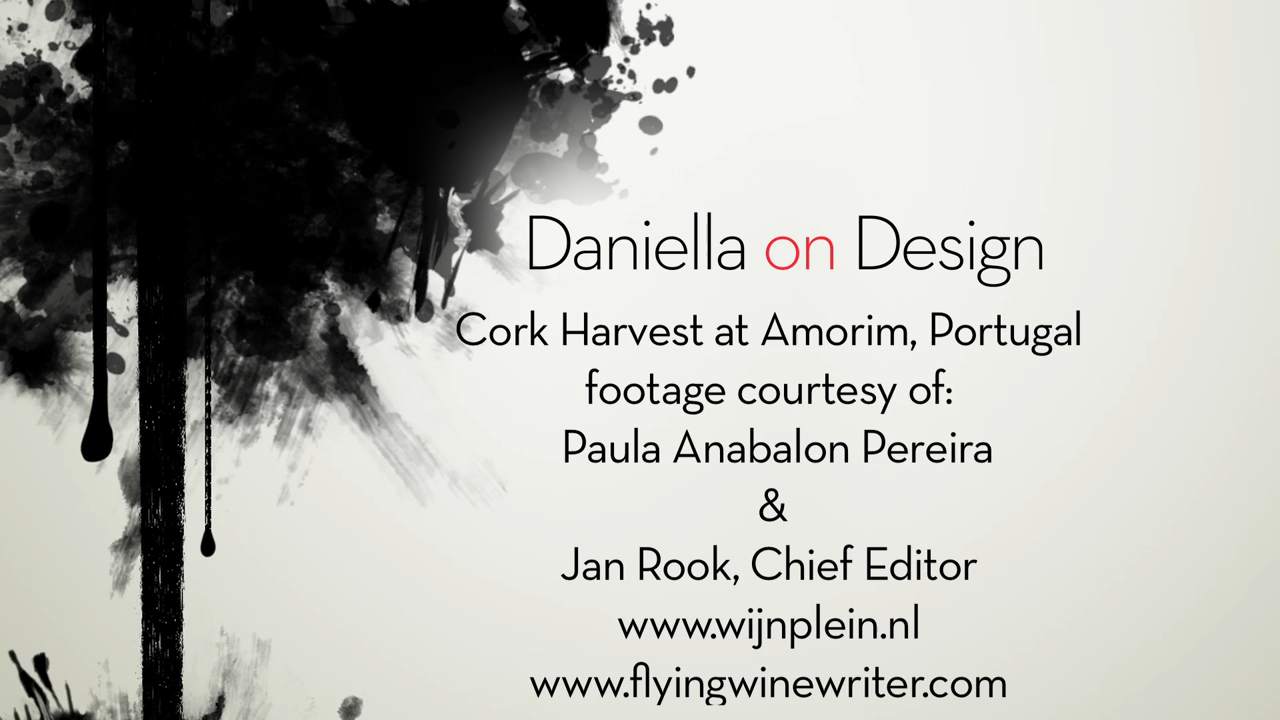 Daniella on Design
Cork Harvest at Amorim, Portugal
footage courtesy of:
Paula Anabalon Pereira
&
Jan Rook, Chief Editor
www.wijnplein.nl
www.flyingwinewriter.com